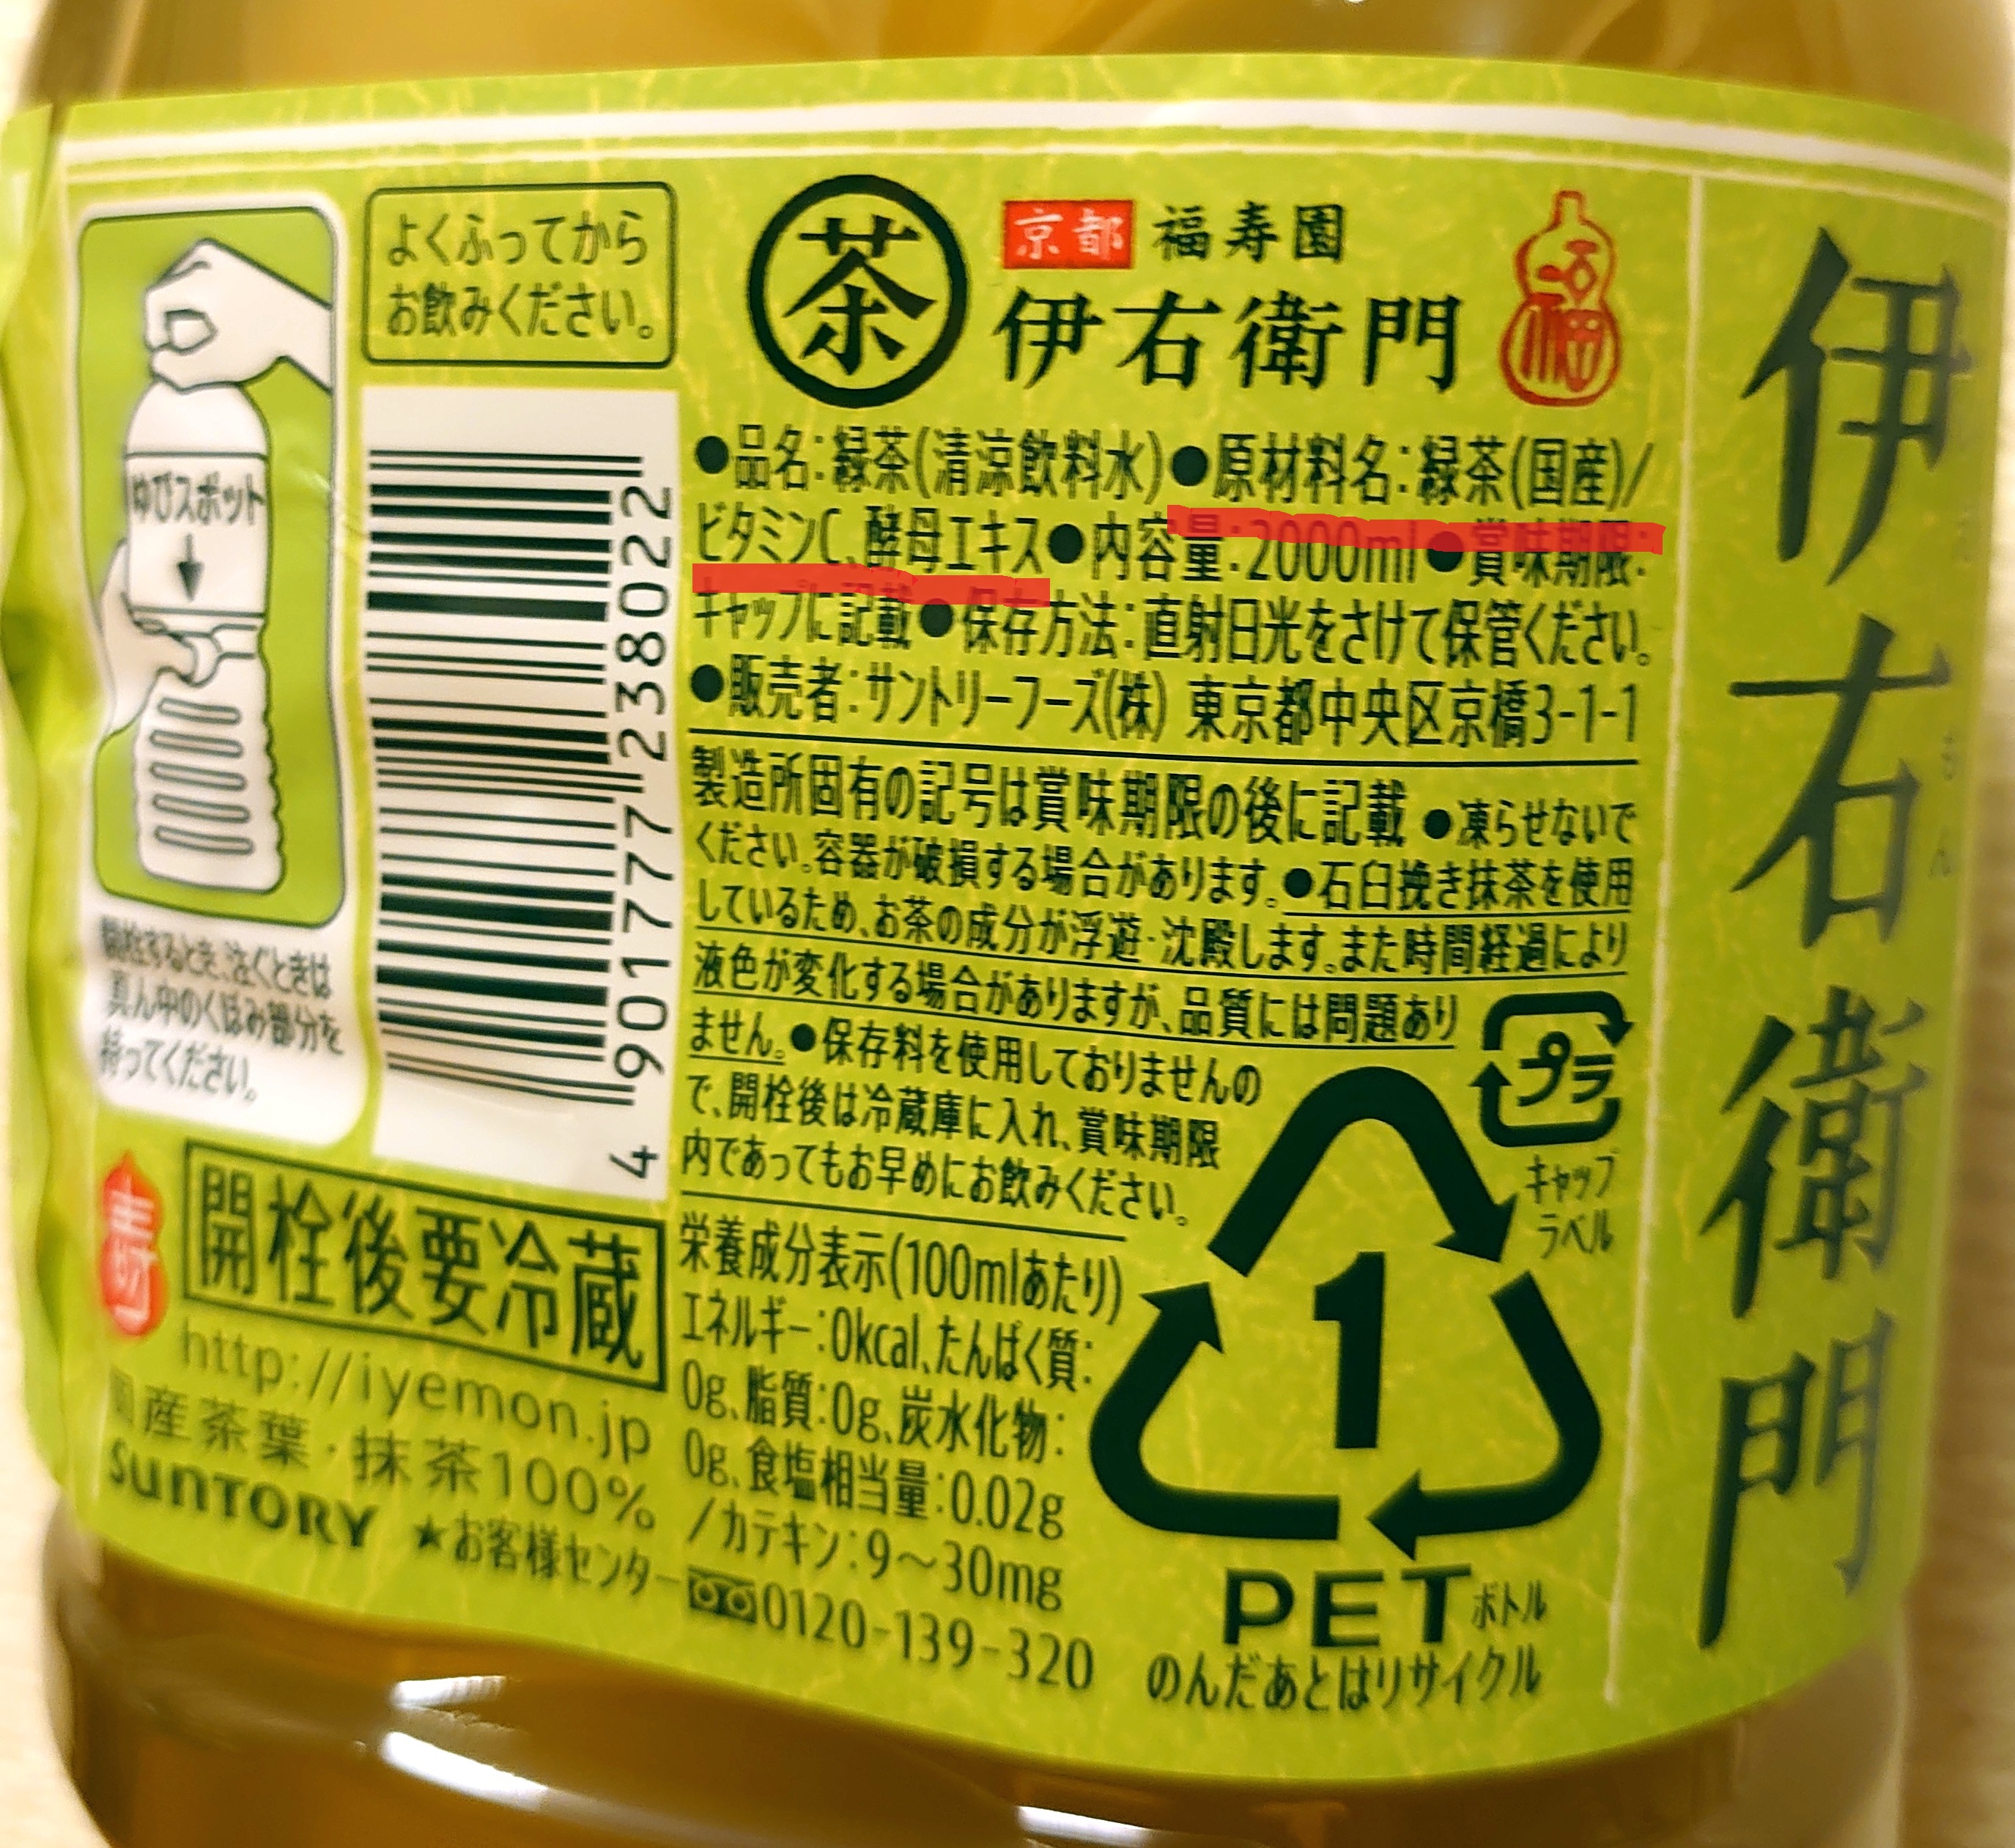 よくふってから
お飲みください。
ゆびスポット
開栓するとき、注ぐときは
真ん中のくぼみ部分を
持ってください。
4 901777 238022
寿
開栓後要冷蔵
http://iyemon.jp
国産茶葉・抹茶100%
SUNTORY
★お客様センター 0120-139-320
茶
京都 福寿園
伊右衛門
●品名:緑茶(清涼飲料水)●原材料名:緑茶(国産)/
ビタミンC、酵母エキス●内容量:2000ml●賞味期限:
キャップに記載●保存方法:直射日光をさけて保管ください。
●販売者:サントリーフーズ(株) 東京都中央区京橋3-1-1
製造所固有の記号は賞味期限の後に記載 ●凍らせないで
ください。容器が破損する場合があります。●石臼挽き抹茶を使用
しているため、お茶の成分が浮遊・沈殿します。また時間経過により
液色が変化する場合がありますが、品質には問題あり
ません。●保存料を使用しておりませんの
で、開栓後は冷蔵庫に入れ、賞味期限
内であってもお早めにお飲みください。
栄養成分表示(100mlあたり)
エネルギー:0kcal、たんぱく質:
0g、脂質:0g、炭水化物:
0g、食塩相当量:0.02g
/カテキン:9～30mg
プラ
キャップ
ラベル
1
PETボトル
のんだあとはリサイクル
伊右衛門